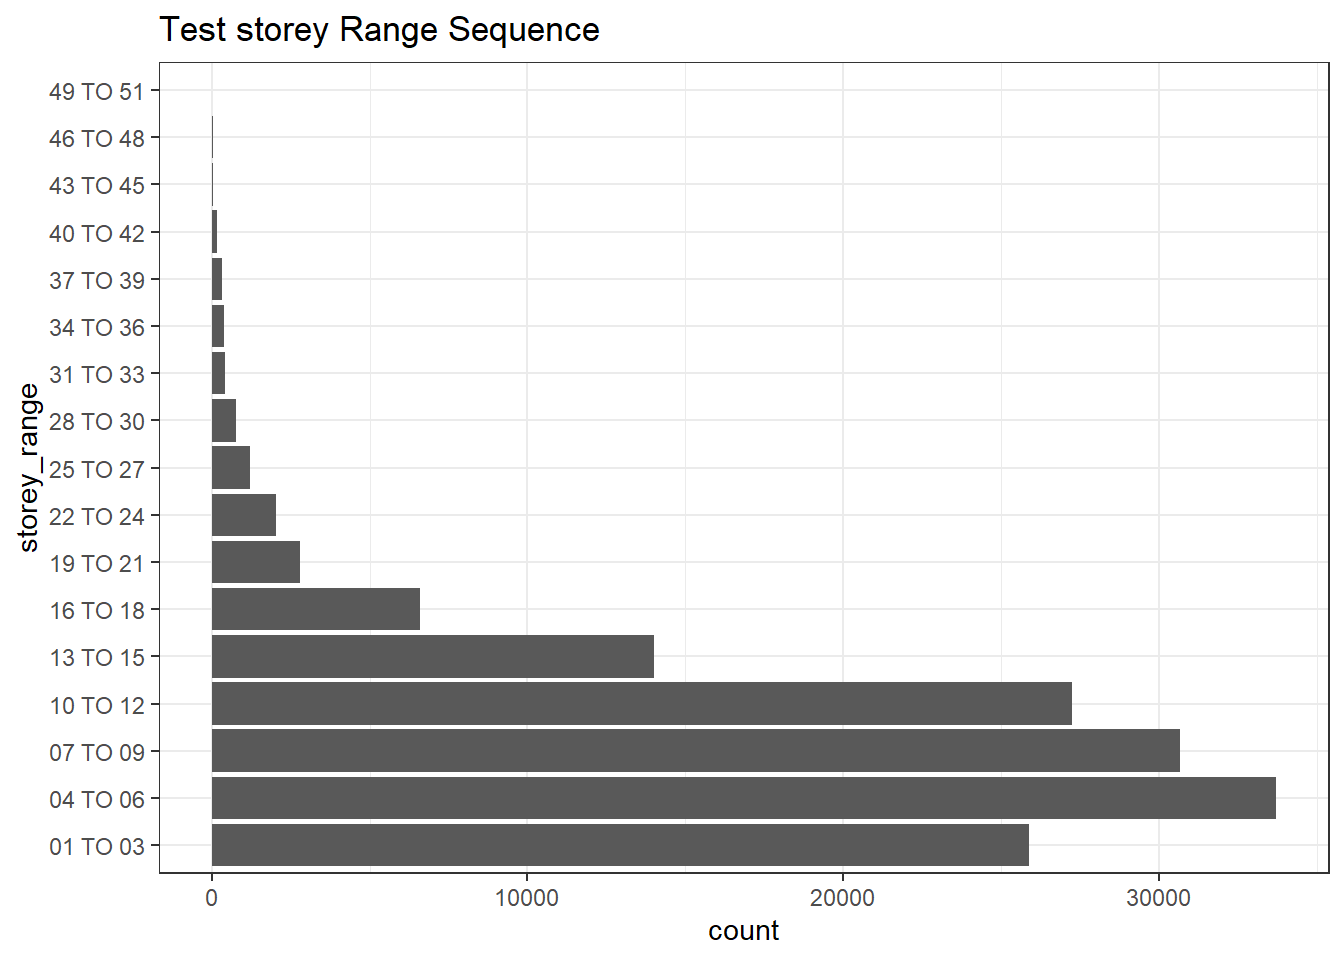 Test storey Range Sequence
storey_range
49 TO 51
46 TO 48
43 TO 45
40 TO 42
37 TO 39
34 TO 36
31 TO 33
28 TO 30
25 TO 27
22 TO 24
19 TO 21
16 TO 18
13 TO 15
10 TO 12
07 TO 09
04 TO 06
01 TO 03
0 10000 20000 30000
count